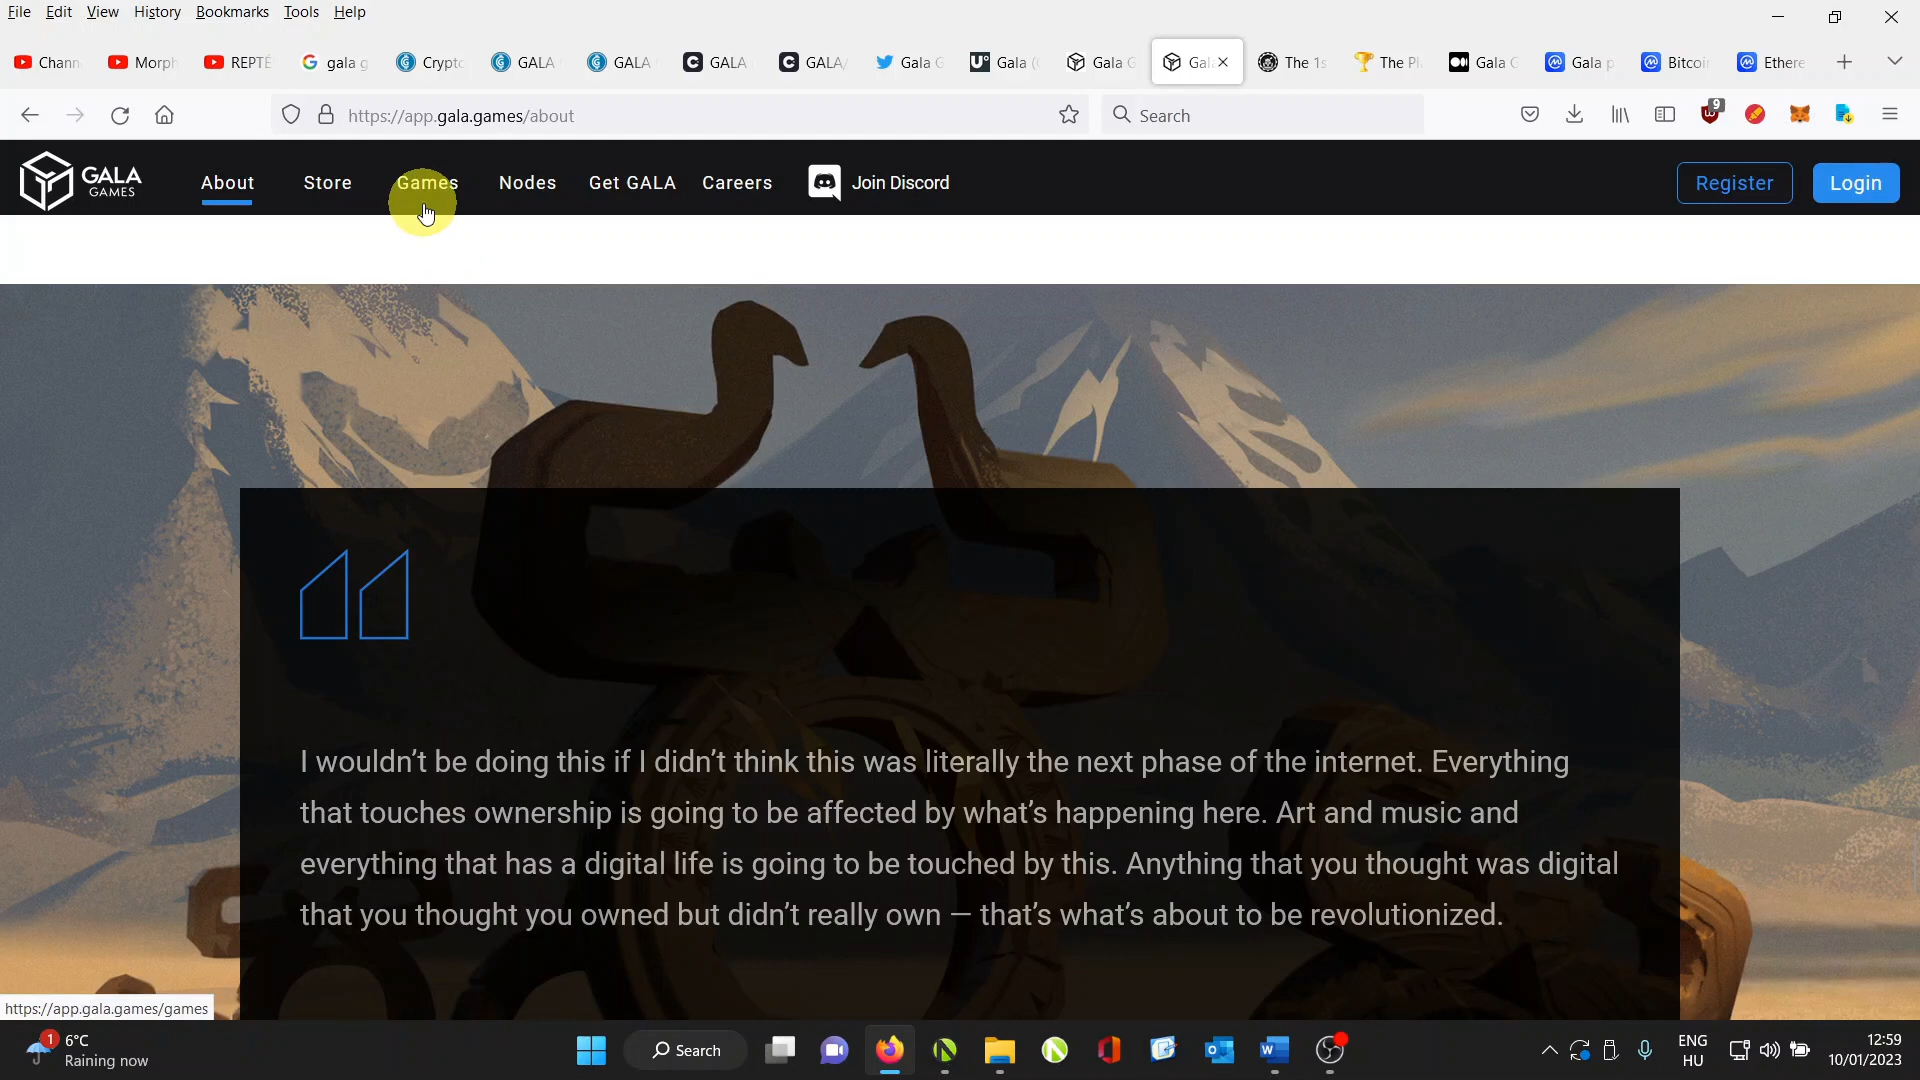 File Edit View History Bookmarks Tools Help
Chann Morph REPTÉ gala g Crypto GALA GALA GALA GALA/ Gala G Gala ( Gala G Gala The 1s The Pl Gala G Gala p Bitcoi Ethere
https://app.gala.games/about Search 9
GALA GAMES About Store Games Nodes Get GALA Careers Join Discord Register Login
I wouldn't be doing this if I didn't think this was literally the next phase of the internet. Everything
that touches ownership is going to be affected by what's happening here. Art and music and
everything that has a digital life is going to be touched by this. Anything that you thought was digital
that you thought you owned but didn't really own — that's what's about to be revolutionized.
https://app.gala.games/games
1 6°C
Raining now
Search
ENG
HU
12:59
10/01/2023